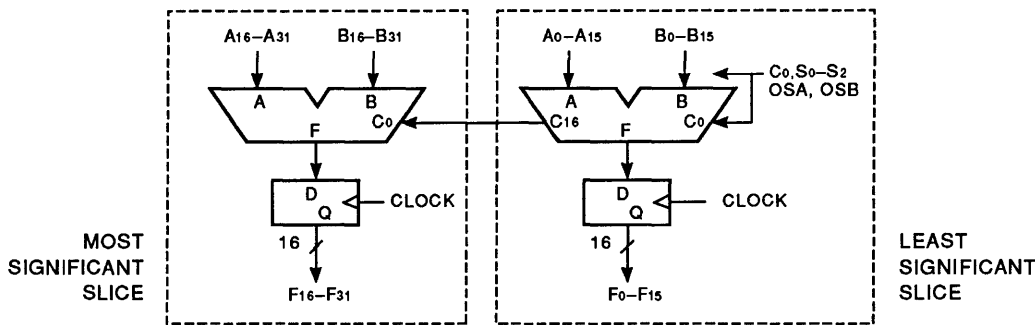 A16–A31 B16–B31
A0–A15 B0–B15
C0,S0–S2
OSA, OSB
A B
C0
F
A B
C16 C0
F
D
Q
CLOCK
D
Q
CLOCK
16
16
F16–F31
F0–F15
MOST
SIGNIFICANT
SLICE
LEAST
SIGNIFICANT
SLICE